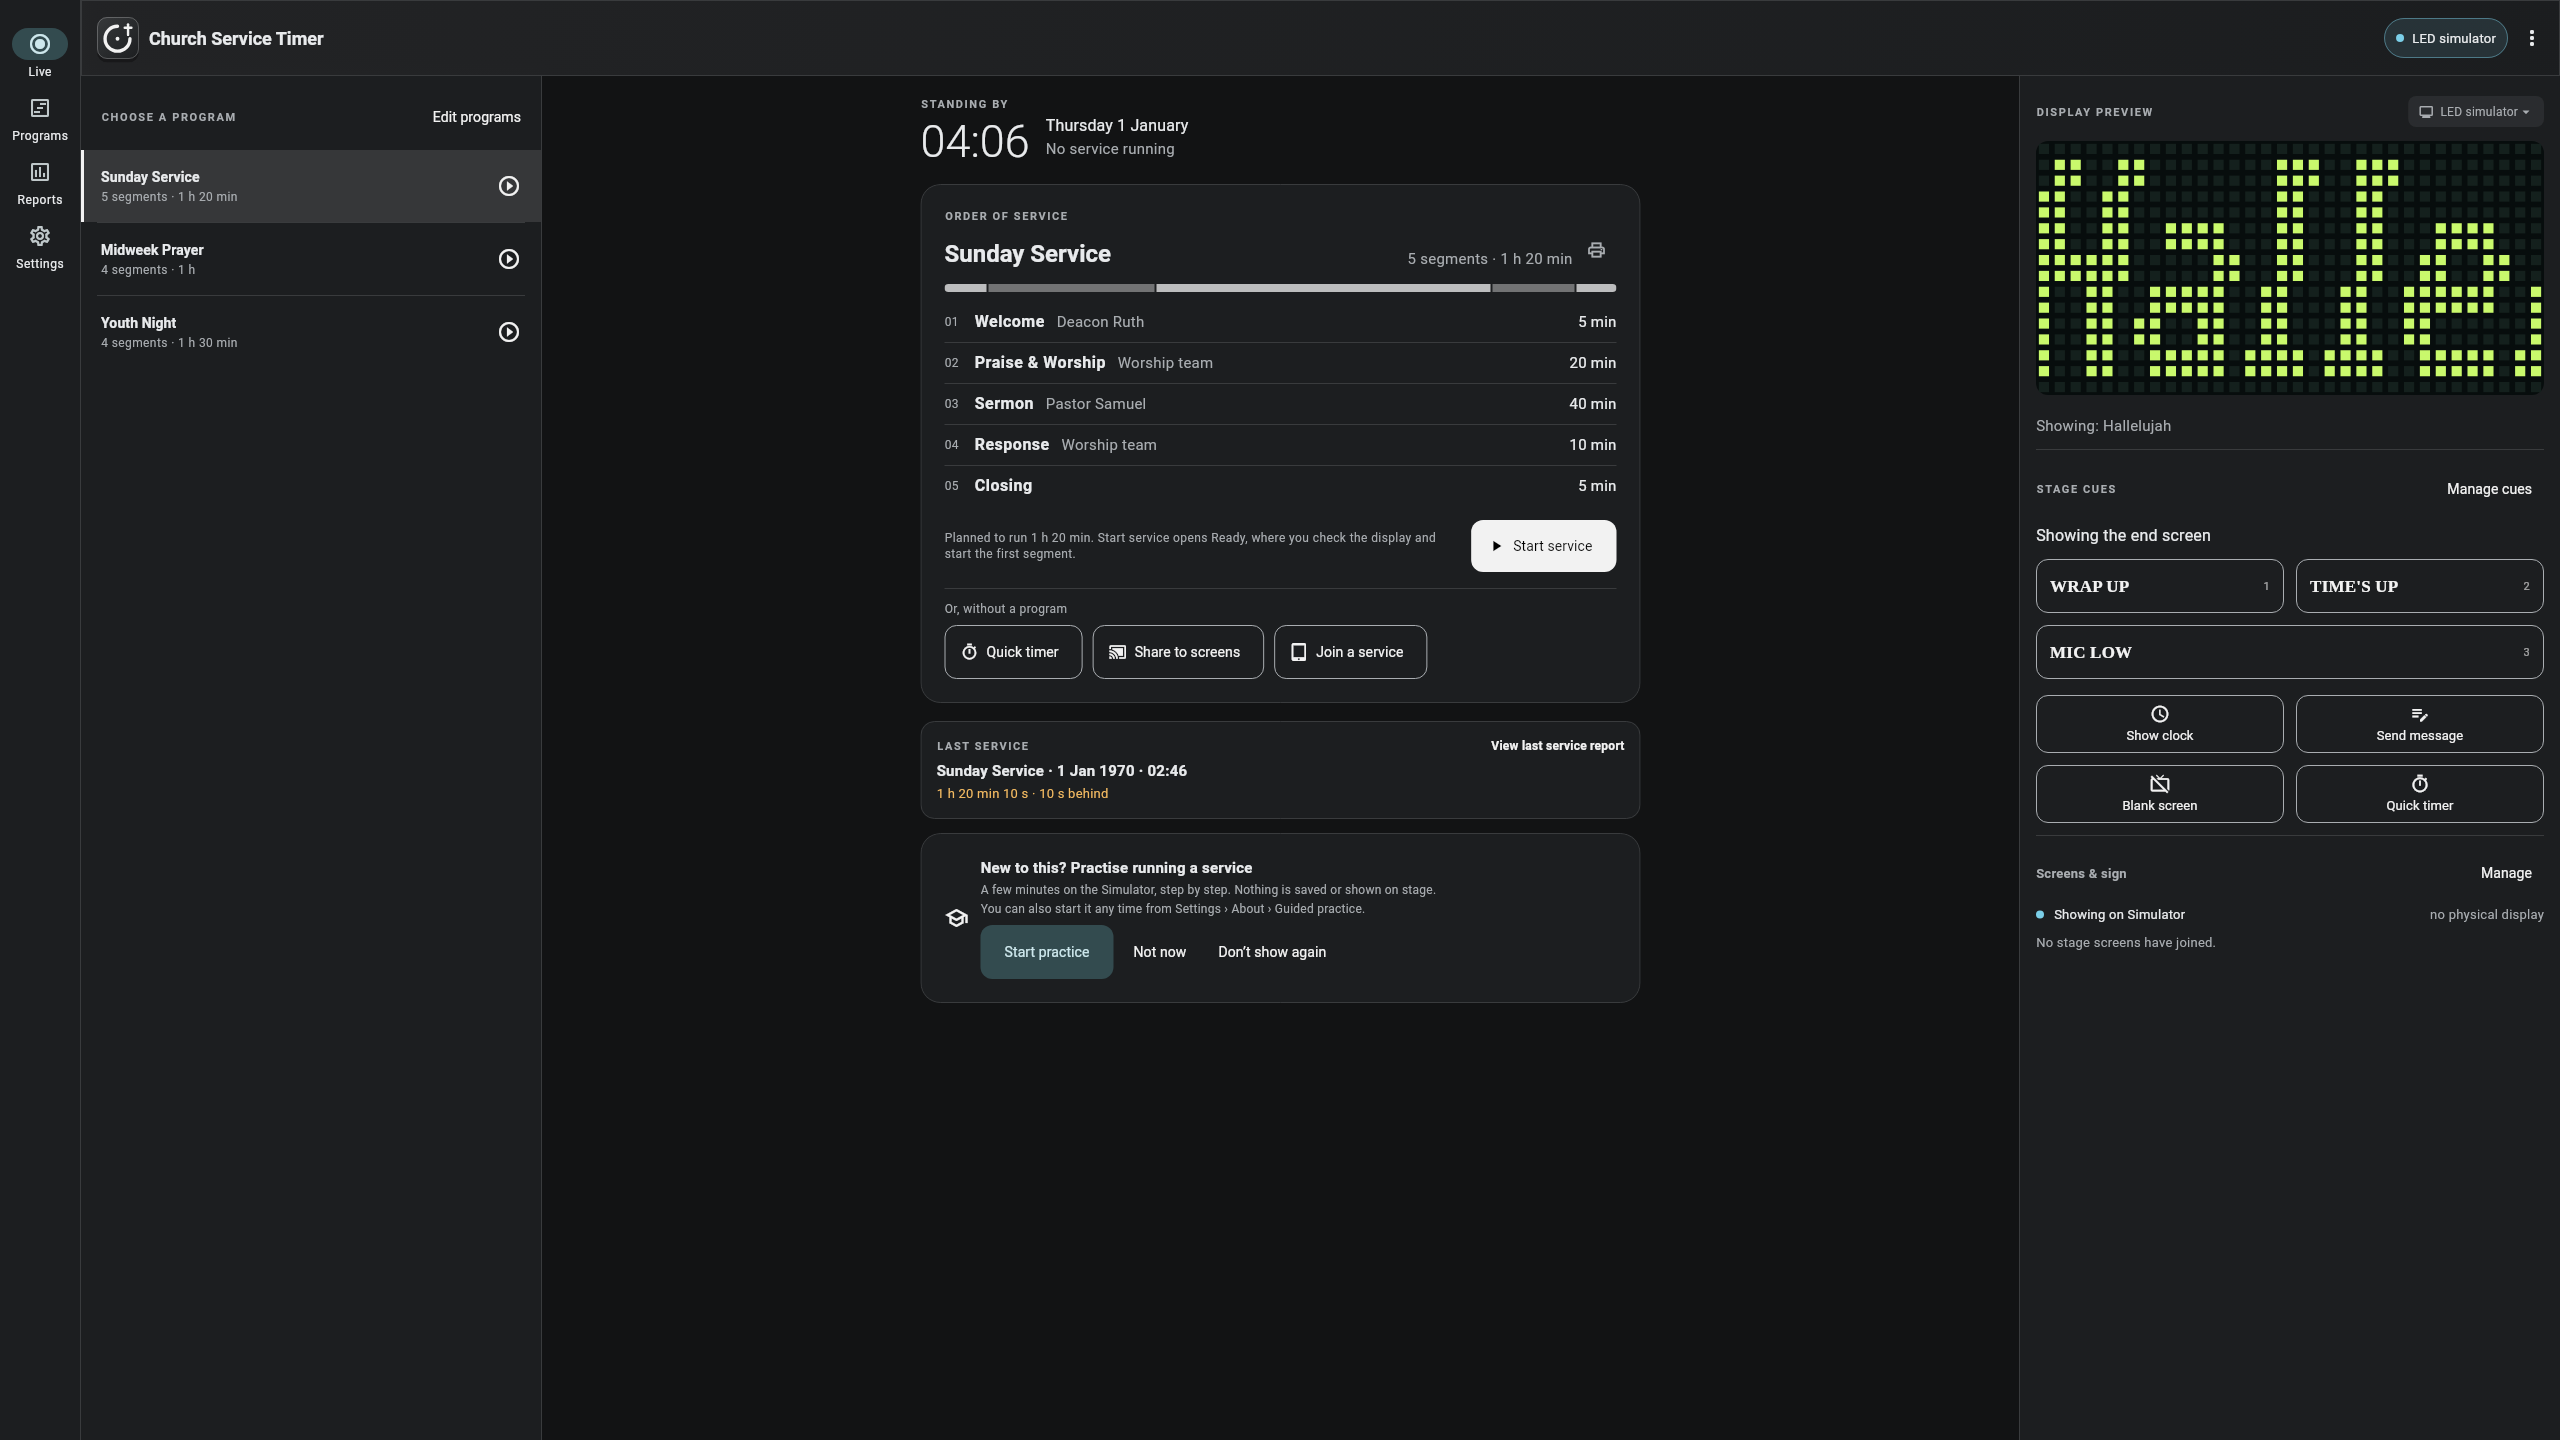 Live
Programs
Reports
Settings
Church Service Timer
LED simulator
CHOOSE A PROGRAM
Edit programs
Sunday Service
5 segments · 1 h 20 min
Midweek Prayer
4 segments · 1 h
Youth Night
4 segments · 1 h 30 min
STANDING BY
04:06
Thursday 1 January
No service running
ORDER OF SERVICE
Sunday Service
5 segments · 1 h 20 min
01 Welcome Deacon Ruth 5 min
02 Praise & Worship Worship team 20 min
03 Sermon Pastor Samuel 40 min
04 Response Worship team 10 min
05 Closing 5 min
Planned to run 1 h 20 min. Start service opens Ready, where you check the display and
start the first segment.
Start service
Or, without a program
Quick timer
Share to screens
Join a service
LAST SERVICE
View last service report
Sunday Service · 1 Jan 1970 · 02:46
1 h 20 min 10 s · 10 s behind
New to this? Practise running a service
A few minutes on the Simulator, step by step. Nothing is saved or shown on stage.
You can also start it any time from Settings › About › Guided practice.
Start practice
Not now
Don't show again
DISPLAY PREVIEW
LED simulator
Showing: Hallelujah
STAGE CUES
Manage cues
Showing the end screen
WRAP UP 1
TIME'S UP 2
MIC LOW 3
Show clock
Send message
Blank screen
Quick timer
Screens & sign
Manage
Showing on Simulator
no physical display
No stage screens have joined.